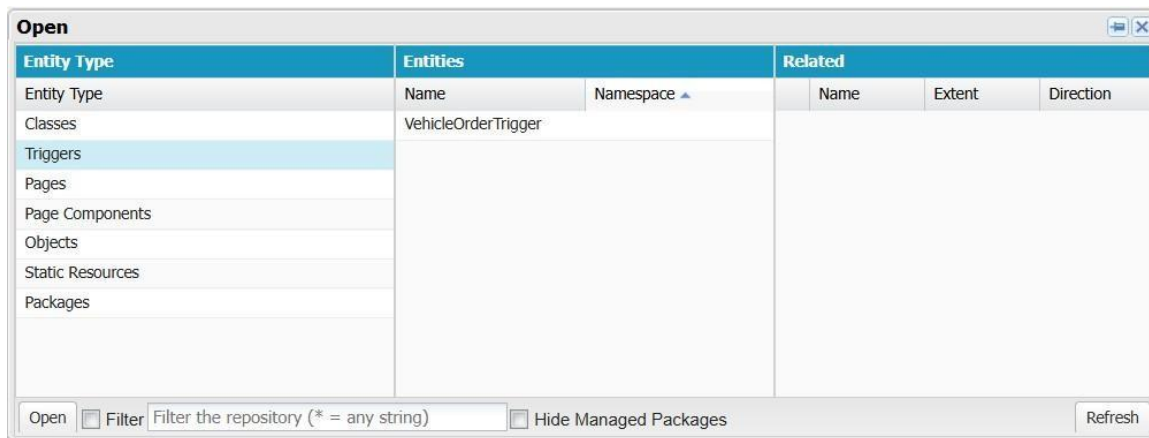 Open
Entity Type Entities Related
Entity Type Name Namespace Name Extent Direction
Classes VehicleOrderTrigger
Triggers
Pages
Page Components
Objects
Static Resources
Packages
Open Filter Filter the repository (* = any string) Hide Managed Packages Refresh